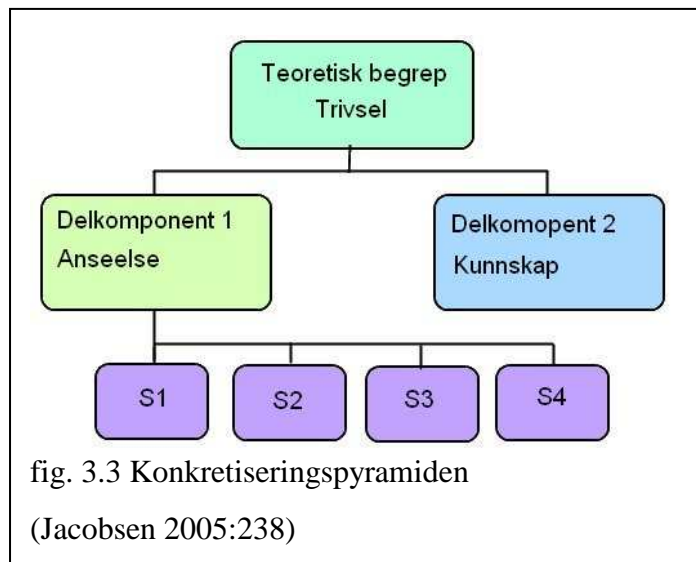 Teoretisk begrep
Trivsel
Delkomponent 1
Anseelse
Delkomopent 2
Kunnskap
S1
S2
S3
S4
fig. 3.3 Konkretiseringspyramiden
(Jacobsen 2005:238)